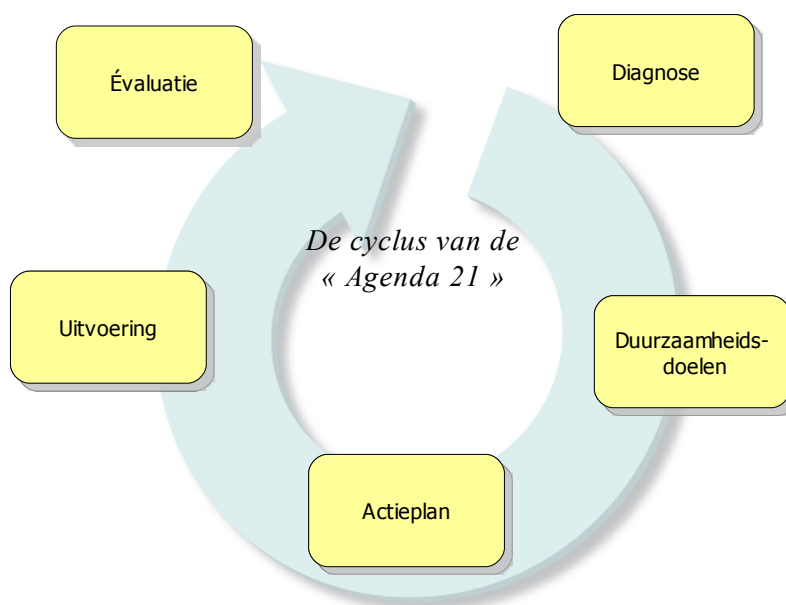 Évaluatie
Diagnose
De cyclus van de
« Agenda 21 »
Uitvoering
Duurzaamheids-
doelen
Actieplan